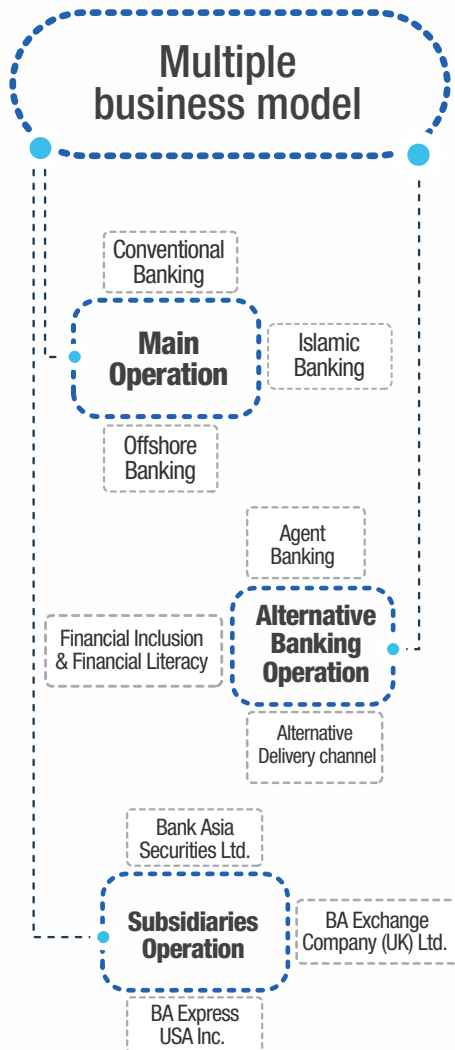 Multiple
business model
Conventional
Banking
Main
Operation
Islamic
Banking
Offshore
Banking
Agent
Banking
Alternative
Banking
Operation
Financial Inclusion
& Financial Literacy
Alternative
Delivery channel
Bank Asia
Securities Ltd.
Subsidiaries
Operation
BA Exchange
Company (UK) Ltd.
BA Express
USA Inc.